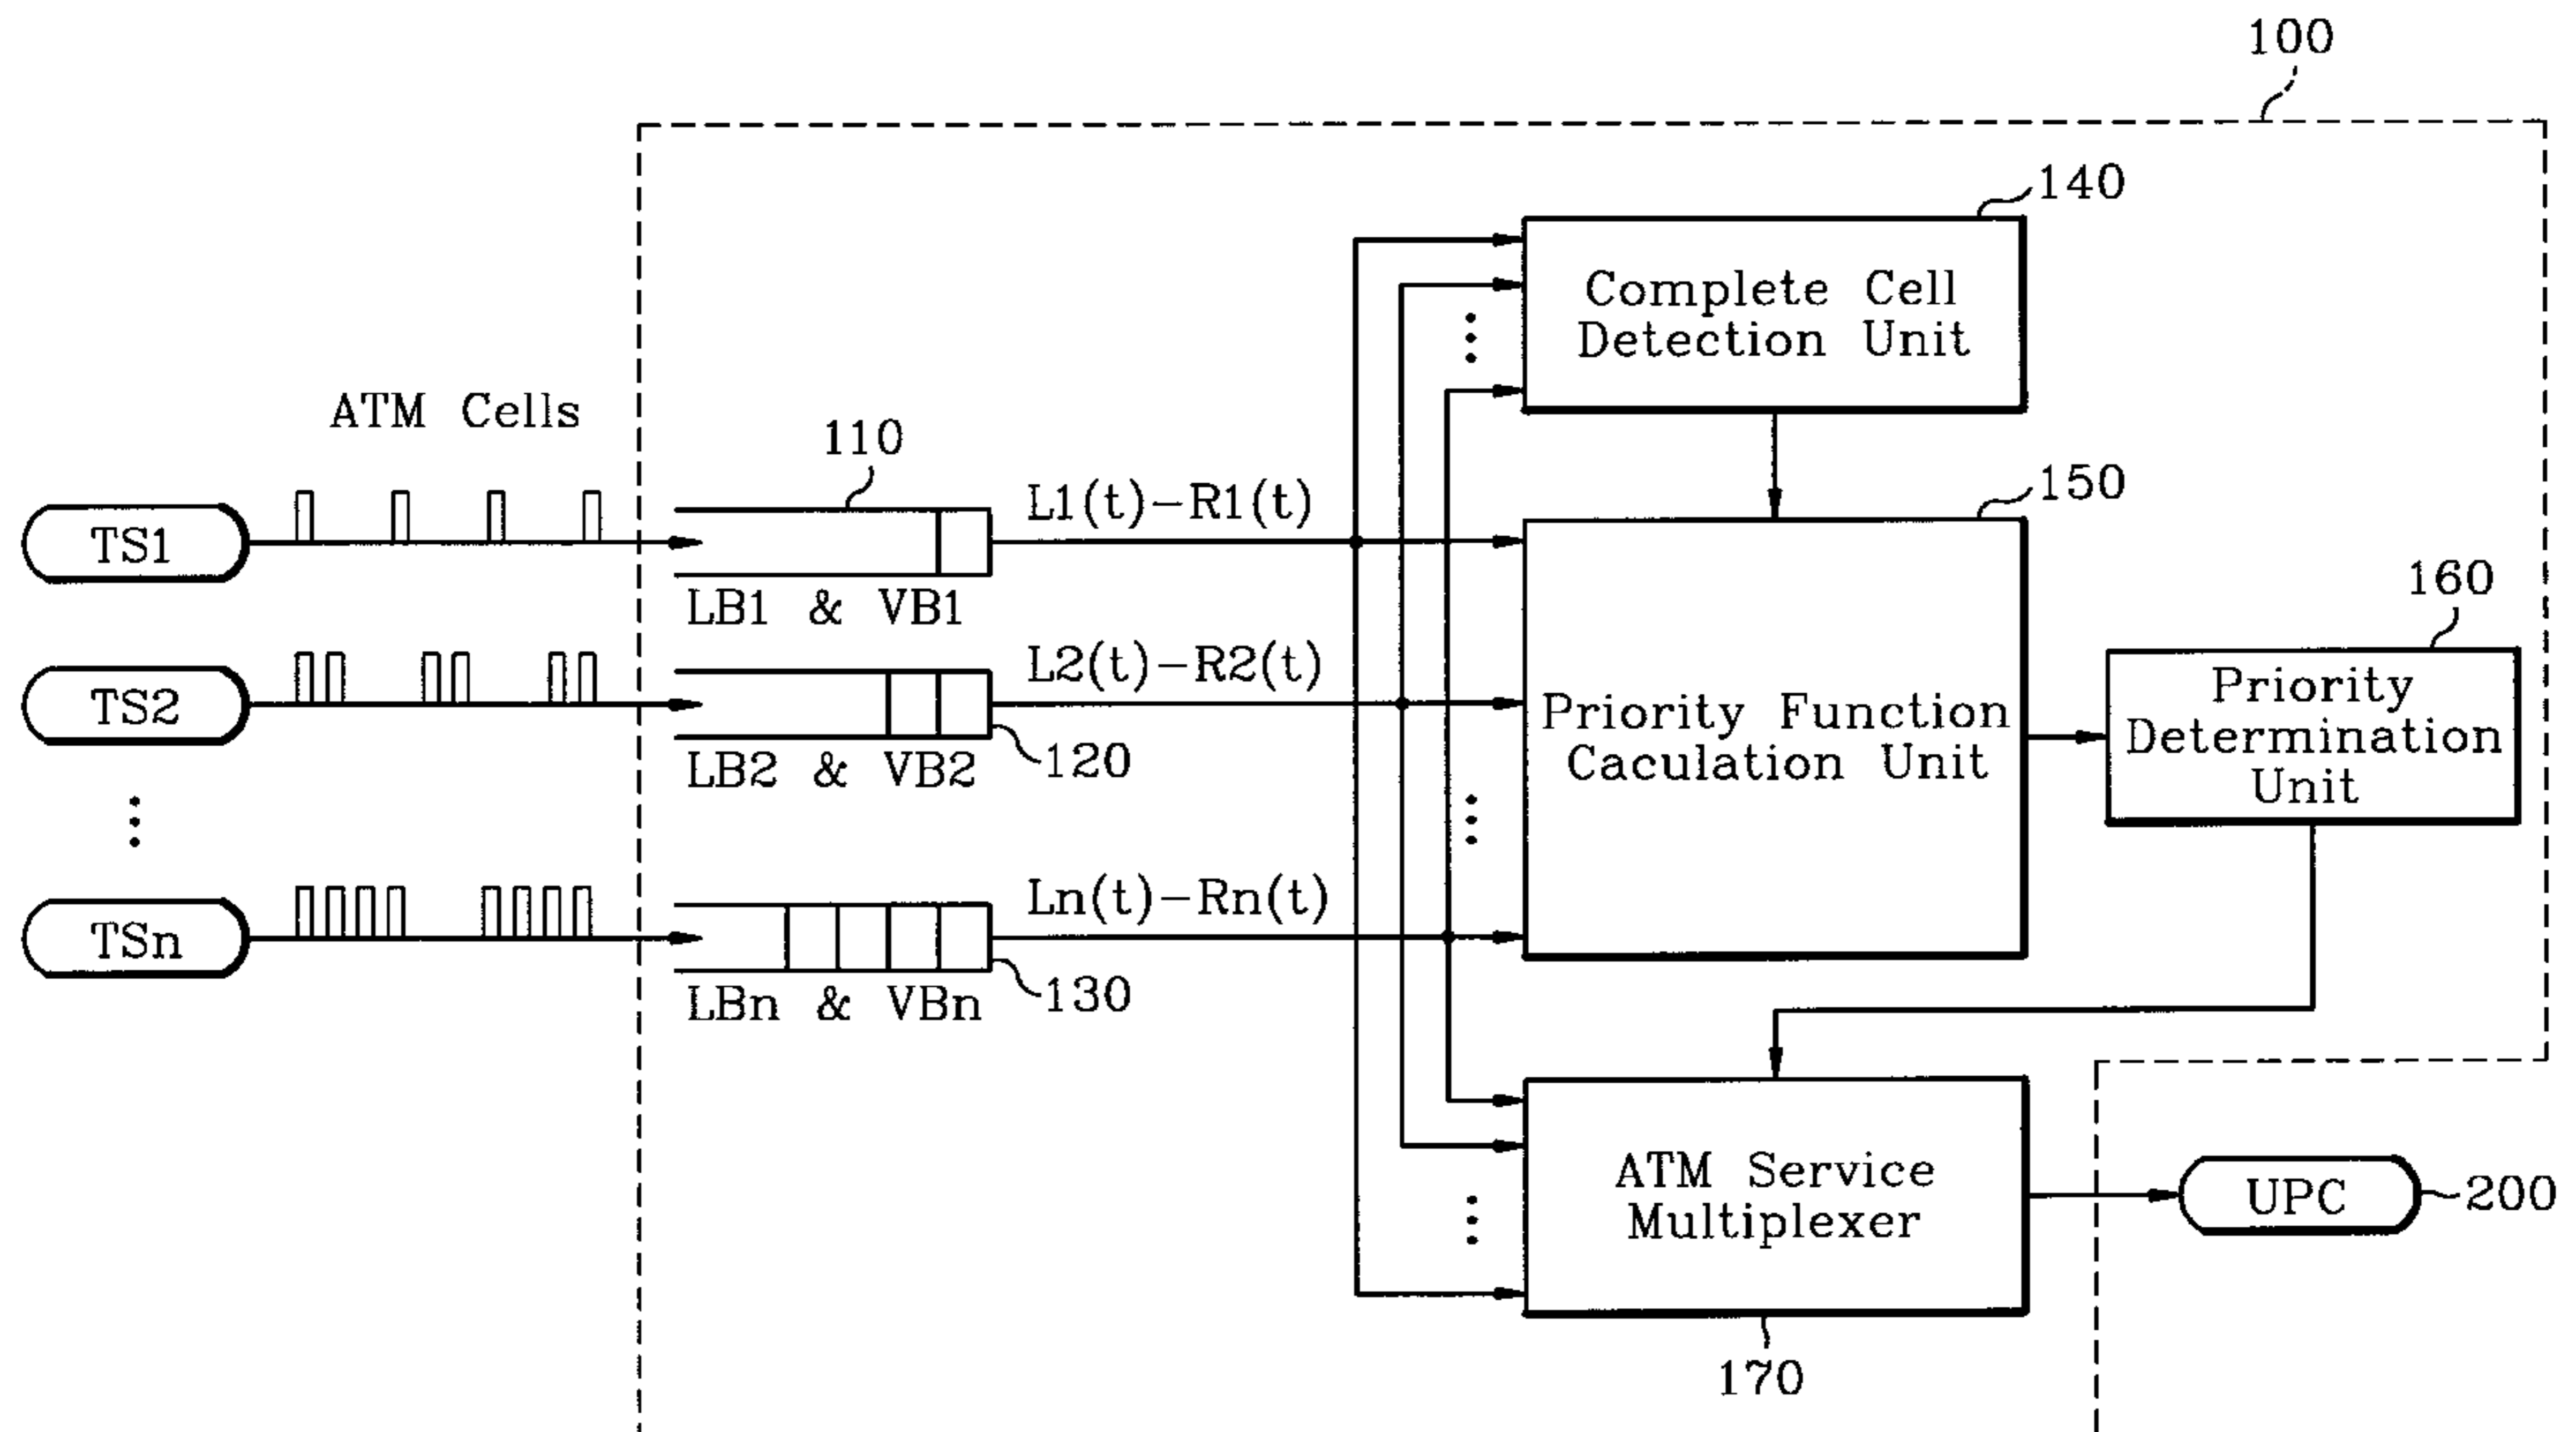 100
140
Complete Cell
Detection Unit
ATM Cells
110
150
L1(t)-R1(t)
TS1
LB1 & VB1
160
L2(t)-R2(t)
TS2
Priority Function
Caculation Unit
Priority
Determination
Unit
LB2 & VB2
120
Ln(t)-Rn(t)
TSn
LBn & VBn
130
ATM Service
Multiplexer
UPC
200
170